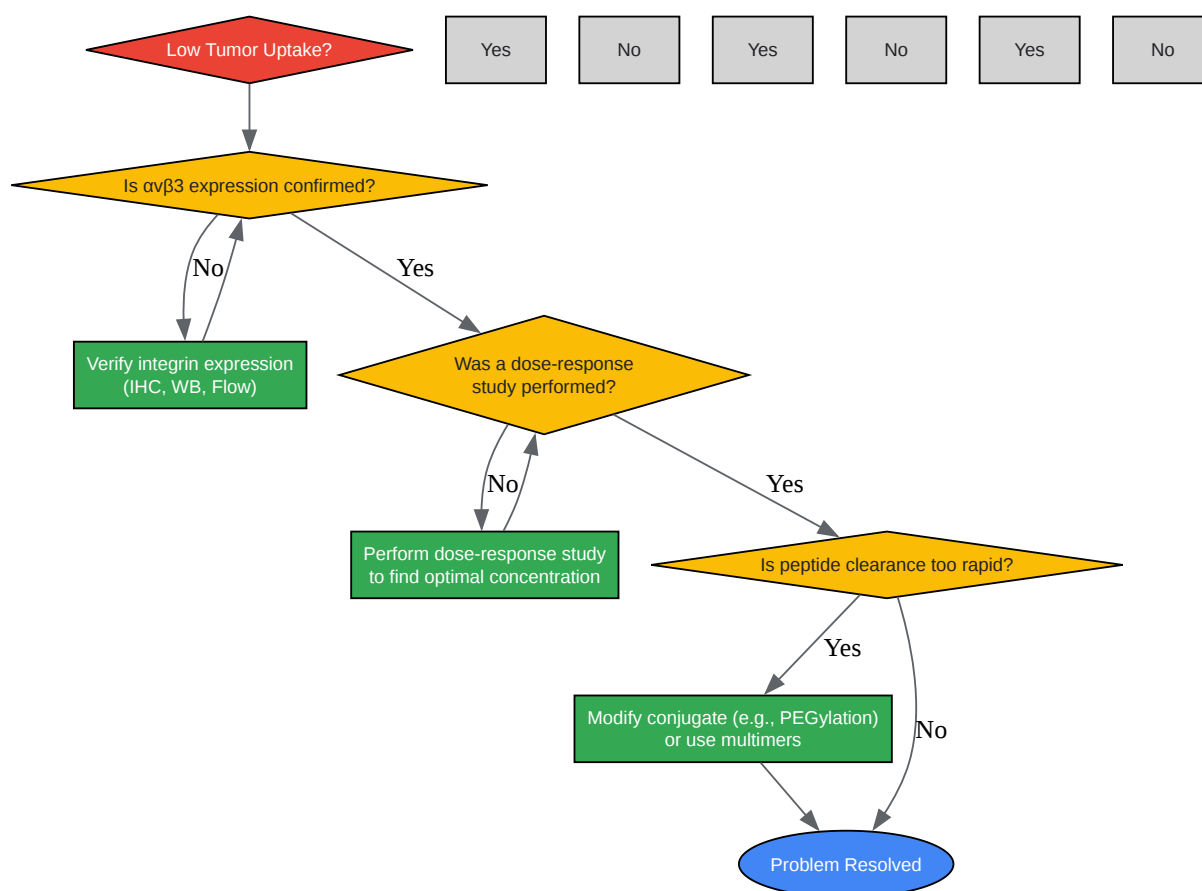 Low Tumor Uptake?
Yes
No
Yes
No
Yes
No
Is αvβ3 expression confirmed?
No
Yes
Verify integrin expression
(IHC, WB, Flow)
Was a dose-response
study performed?
No
Yes
Perform dose-response study
to find optimal concentration
Is peptide clearance too rapid?
Yes
No
Modify conjugate (e.g., PEGylation)
or use multimers
Problem Resolved